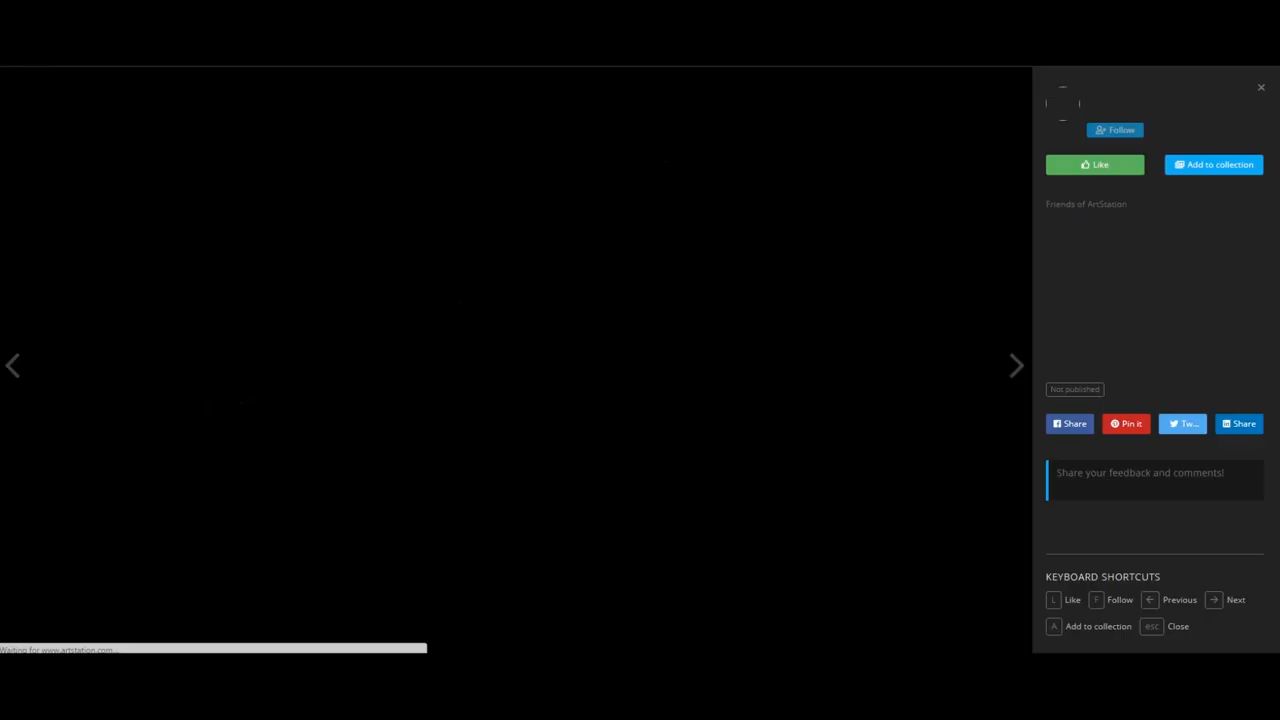 Follow
Like
Add to collection
Friends of ArtStation
Not published
Share
Pin it
Tw...
Share
Share your feedback and comments!
KEYBOARD SHORTCUTS
L Like F Follow ← Previous → Next
A Add to collection esc Close
Waiting for www.artstation.com...